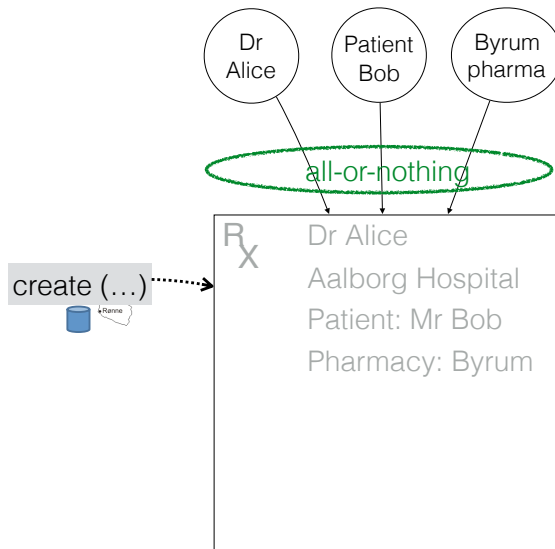 Dr
Alice
Patient
Bob
Byrum
pharma
all-or-nothing
RX
Dr Alice
Aalborg Hospital
Patient: Mr Bob
Pharmacy: Byrum
create (...)
Rønne